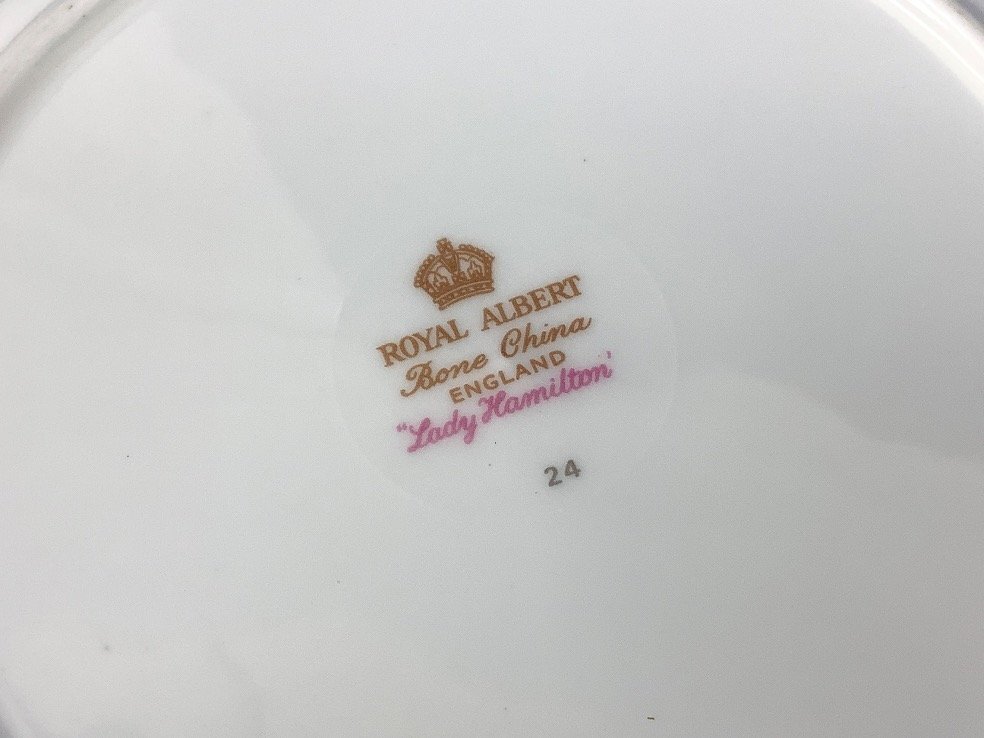 ROYAL ALBERT
Bone China
ENGLAND
"Lady Hamilton'
24